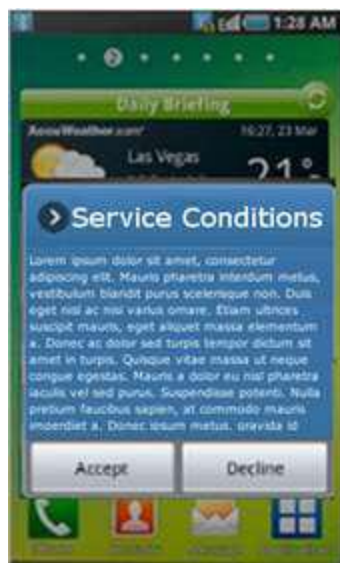 1:28 AM
Daily Briefing
AccuWeather.com 16:27, 23 Mar
Las Vegas
21°
Service Conditions
Lorem ipsum dolor sit amet, consectetur
adipiscing elit. Mauris pharetra interdum metus,
vestibulum blandit purus scelerisque non. Duis
eget nisi ac nisi varius ornare. Etiam ultrices
suscipit mauris, eget aliquet massa elementum
a. Donec ac dolor sed turpis tempor dictum sit
amet in turpis. Quisque vitae massa ut neque
congue egestas. Mauris a dolor eu nisl pharetra
iaculis vel sed purus. Suspendisse potenti. Nulla
pretium faucibus sapien, at commodo mauris
imperdiet a. Donec ipsum metus, gravida id
Accept Decline